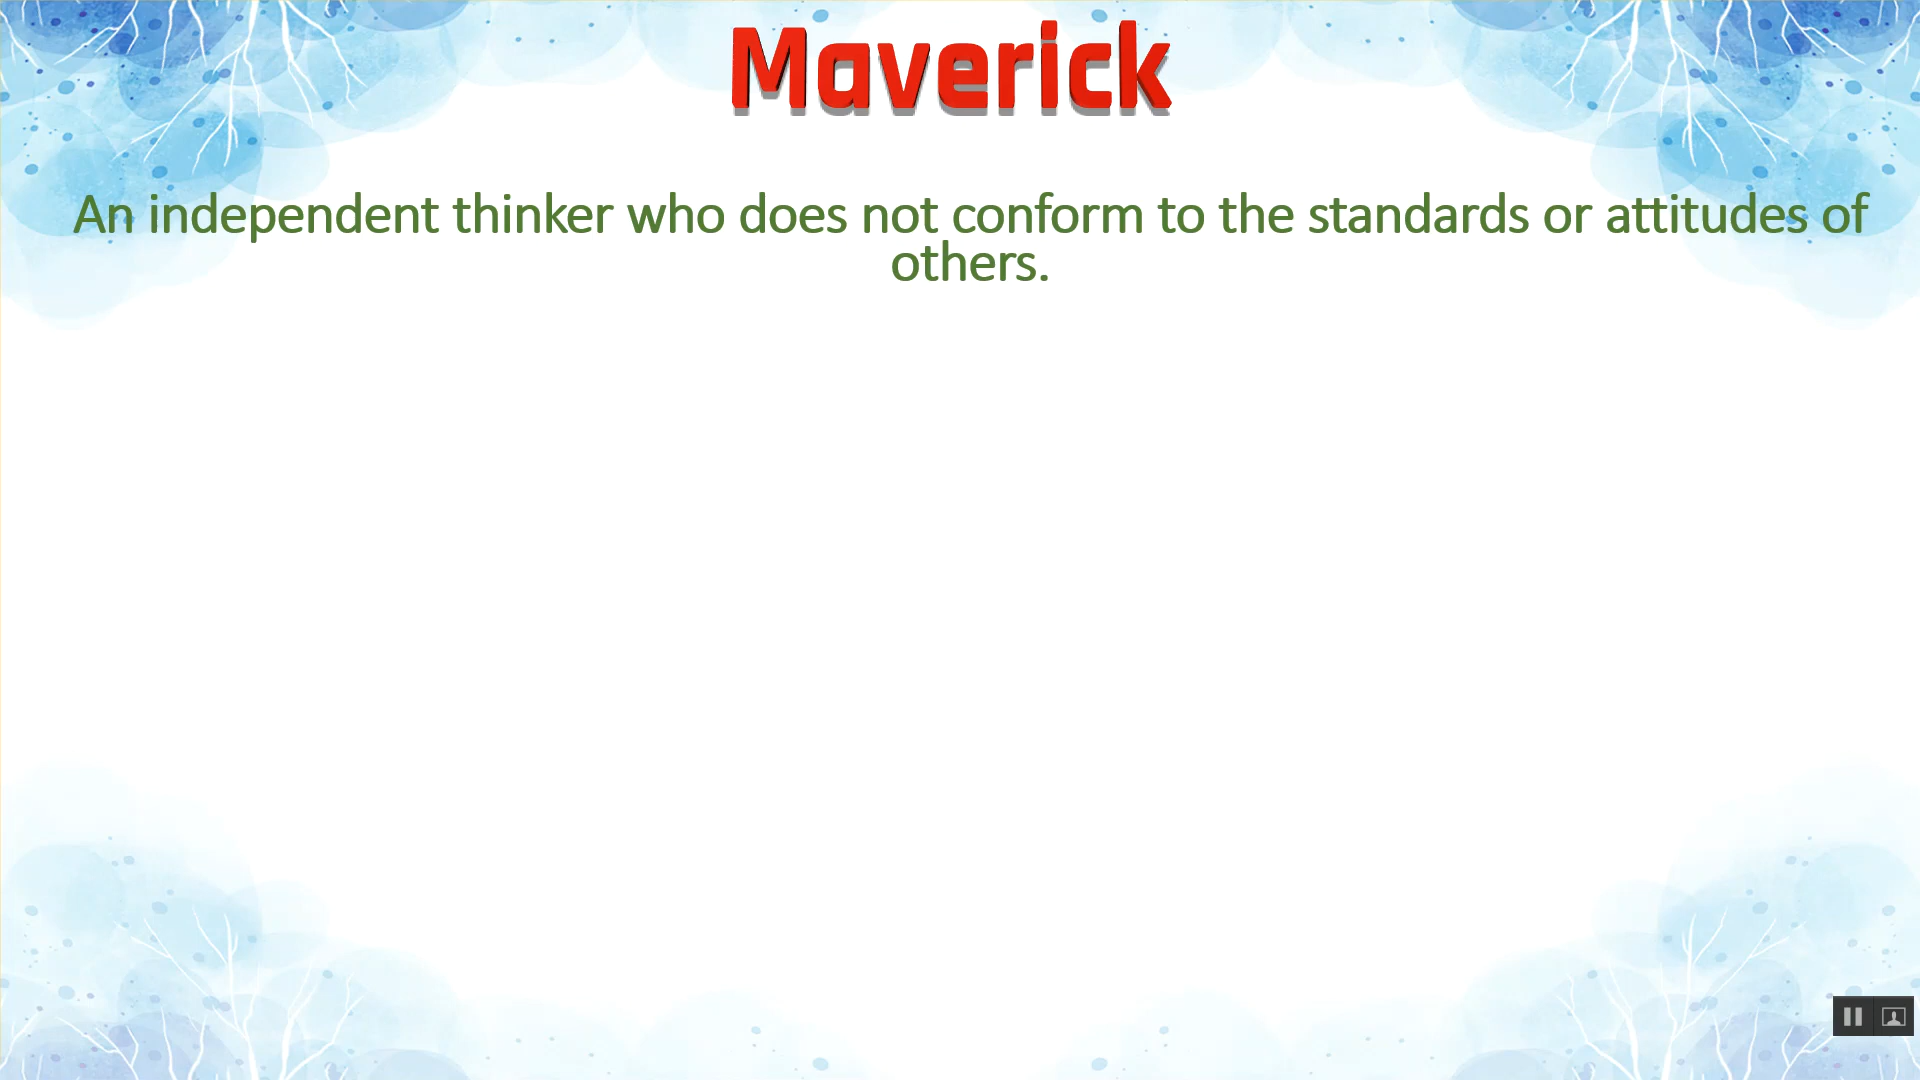 Maverick
An independent thinker who does not conform to the standards or attitudes of
others.